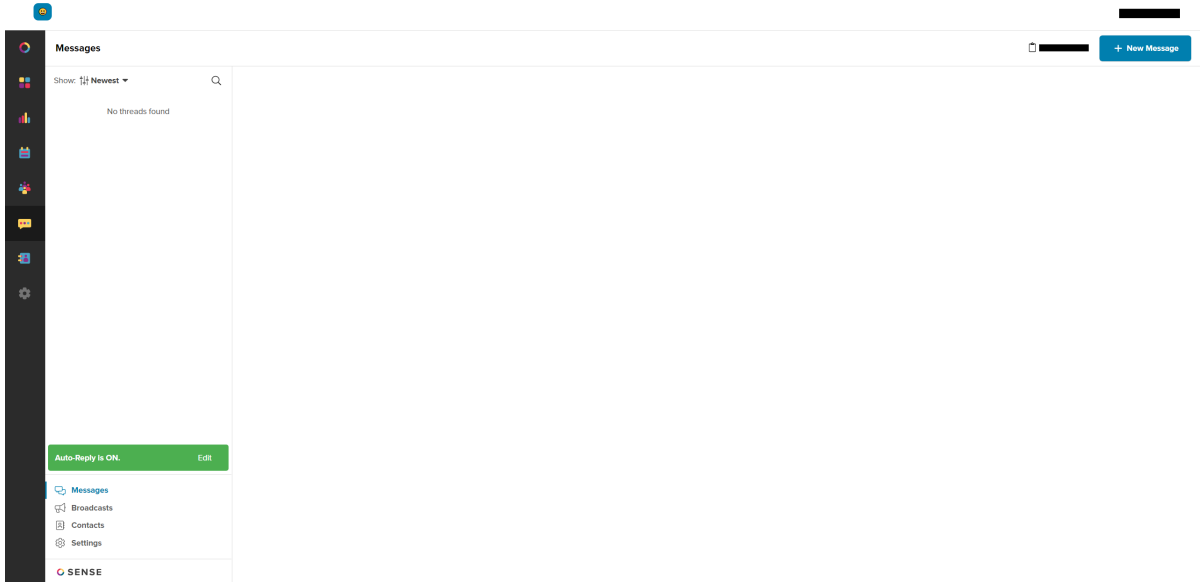 Messages
+ New Message
Show: Newest
No threads found
Auto-Reply is ON. Edit
Messages
Broadcasts
Contacts
Settings
SENSE